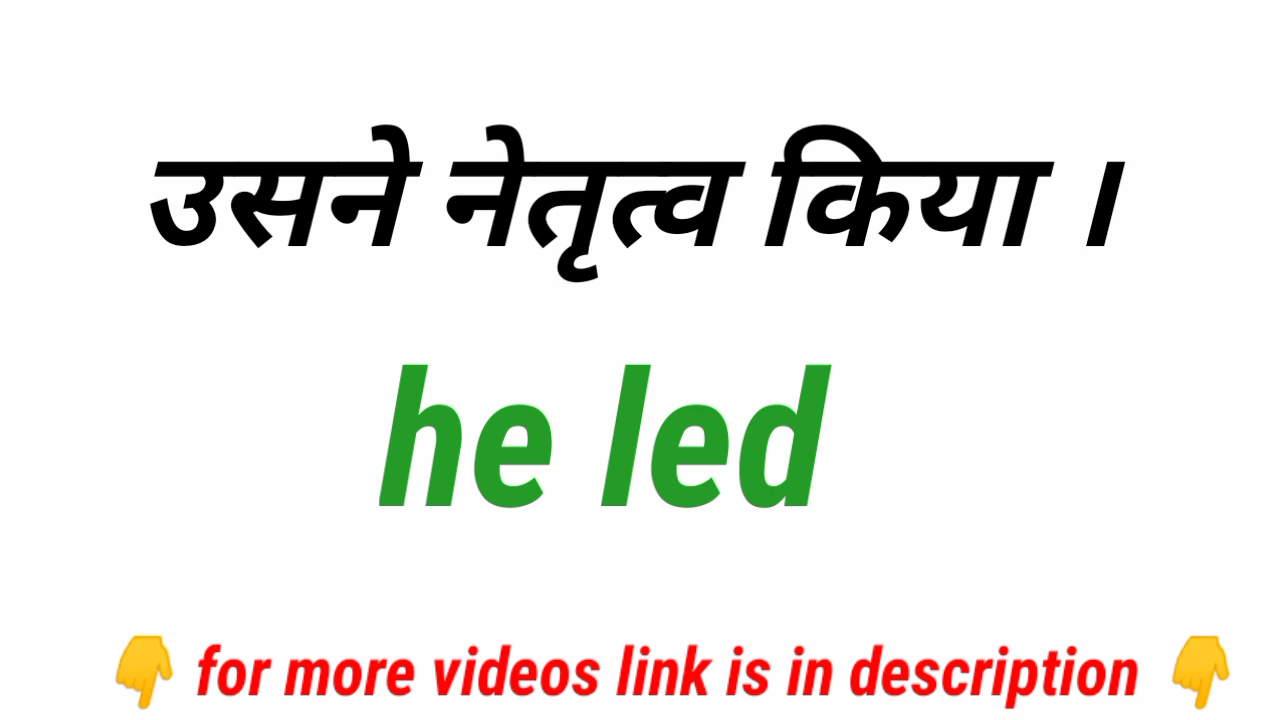 उसने नेतृत्व किया ।
he led
👇 for more videos link is in description 👇